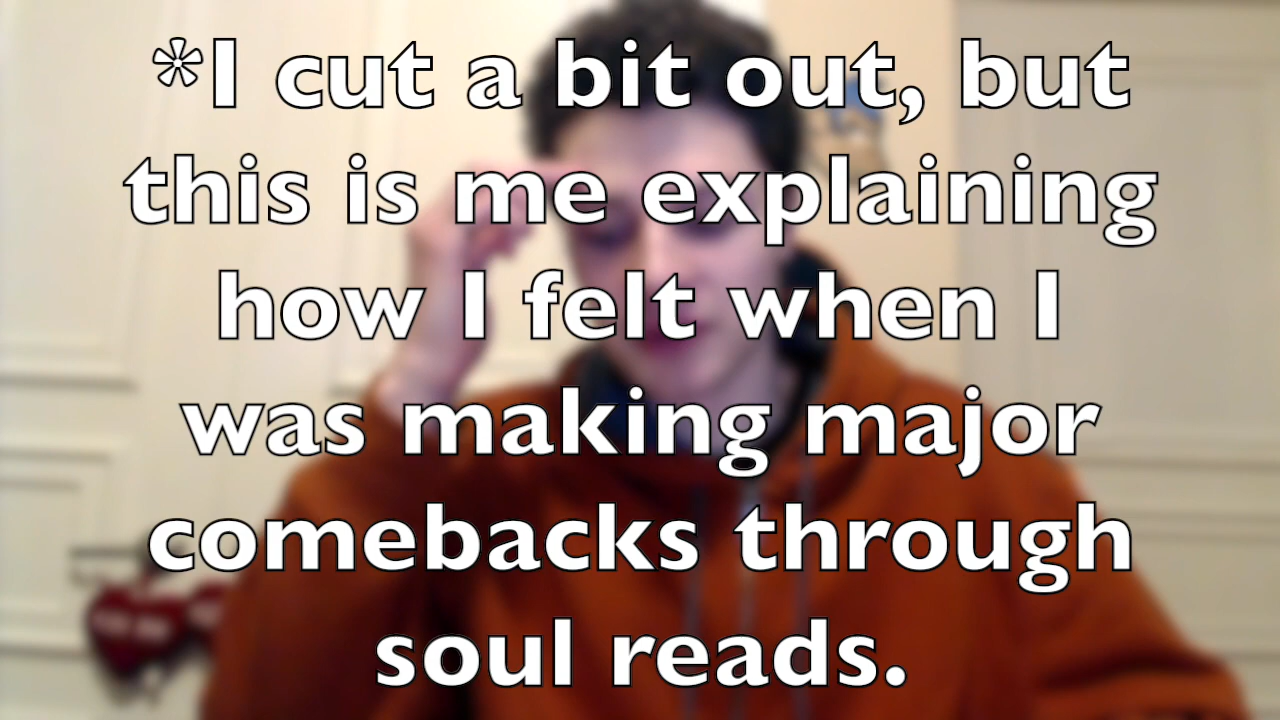 *I cut a bit out, but
this is me explaining
how I felt when I
was making major
comebacks through
soul reads.